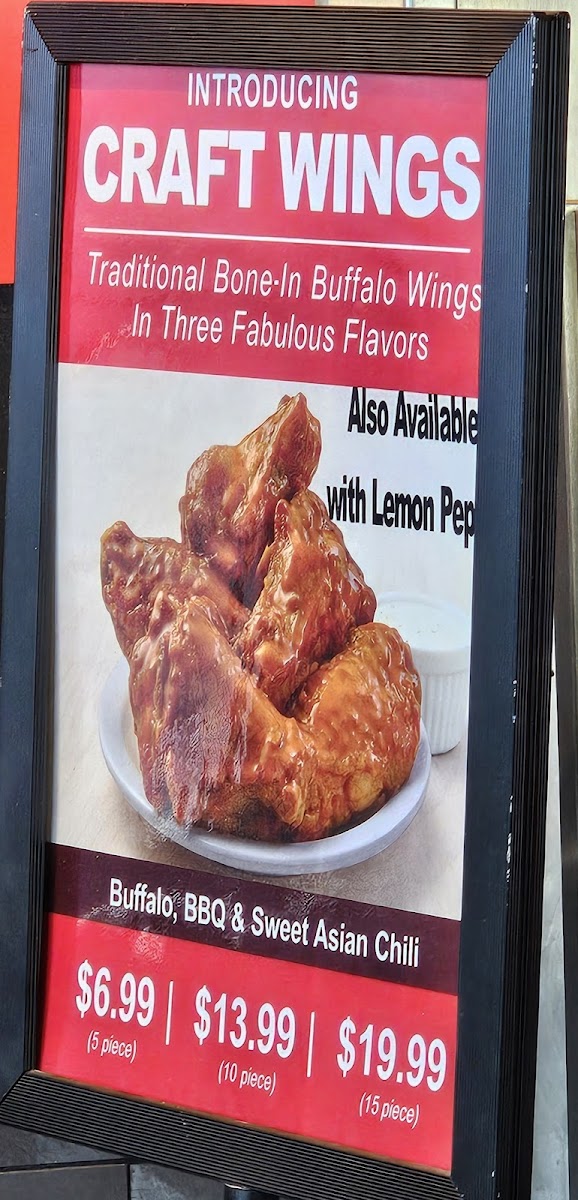 INTRODUCING
CRAFT WINGS
Traditional Bone-In Buffalo Wings
In Three Fabulous Flavors
Also Available
with Lemon Pep
Buffalo, BBQ & Sweet Asian Chili
$6.99 | $13.99 | $19.99
(5 piece) (10 piece) (15 piece)